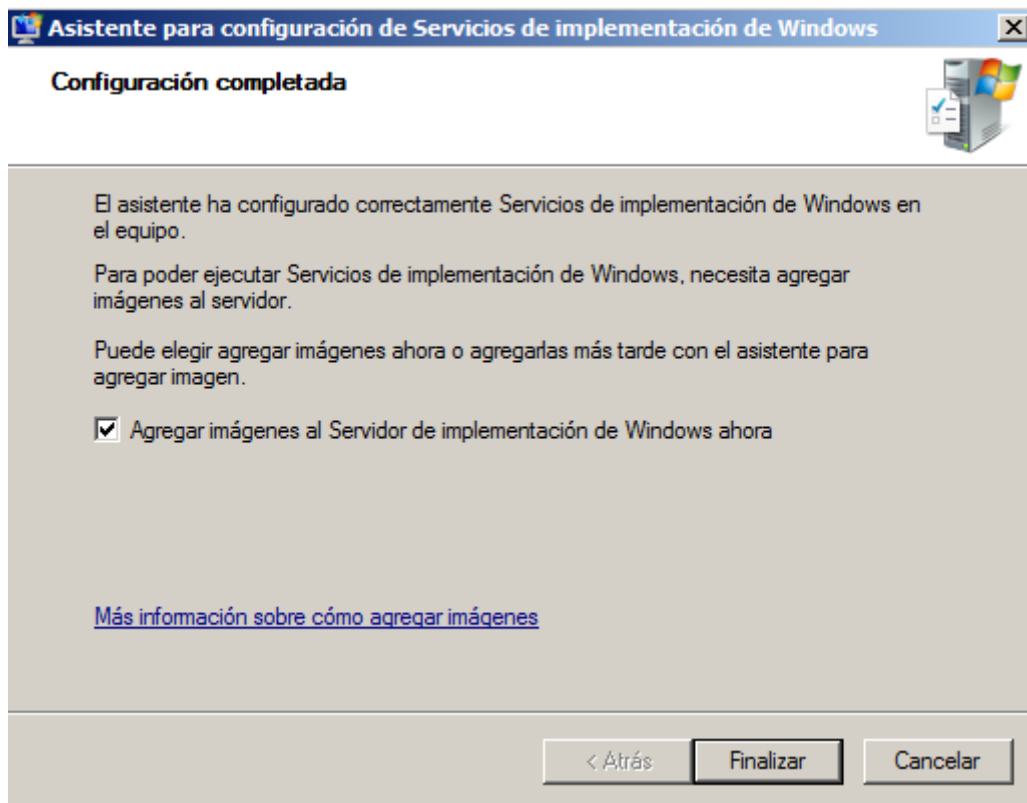 Asistente para configuración de Servicios de implementación de Windows
Configuración completada
El asistente ha configurado correctamente Servicios de implementación de Windows en
el equipo.
Para poder ejecutar Servicios de implementación de Windows, necesita agregar
imágenes al servidor.
Puede elegir agregar imágenes ahora o agregarlas más tarde con el asistente para
agregar imagen.
Agregar imágenes al Servidor de implementación de Windows ahora
Más información sobre cómo agregar imágenes
< Atrás
Finalizar
Cancelar